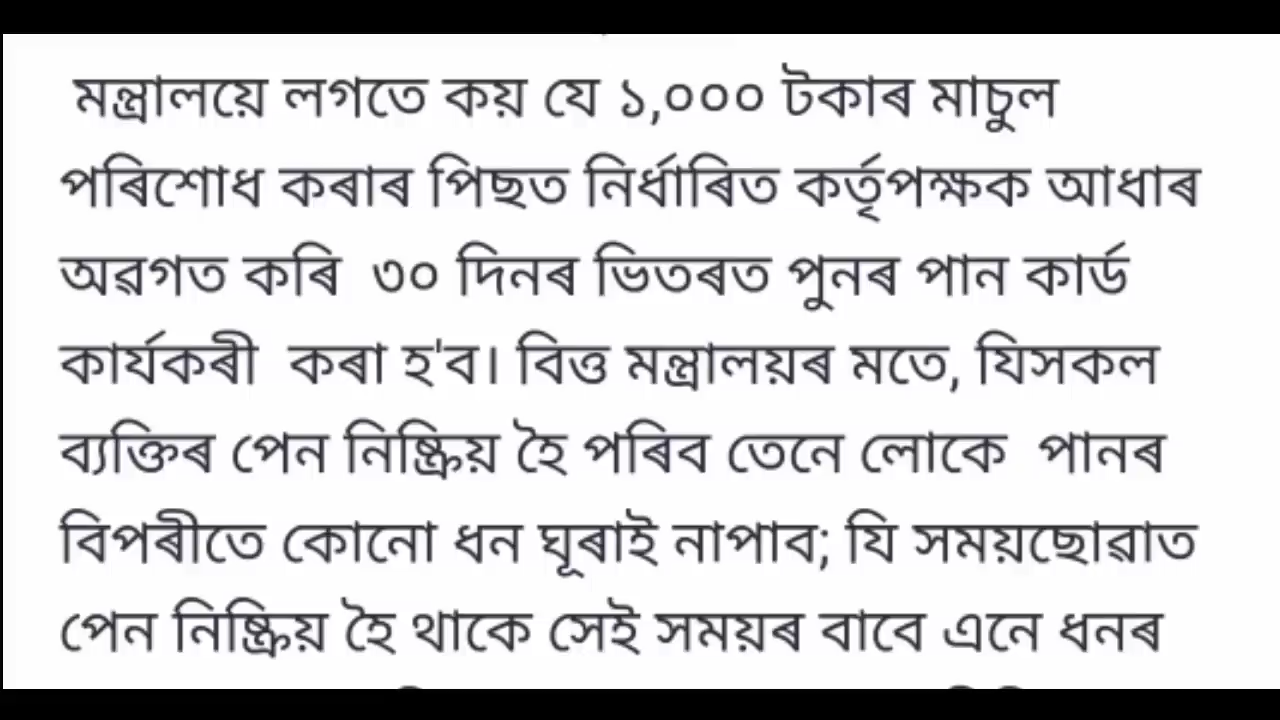 মন্ত্ৰালয়ে লগতে কয় যে ১,০০০ টকাৰ মাচুল
পৰিশোধ কৰাৰ পিছত নিৰ্ধাৰিত কৰ্তৃপক্ষক আধাৰ
অৱগত কৰি ৩০ দিনৰ ভিতৰত পুনৰ পান কাৰ্ড
কাৰ্যকৰী কৰা হ'ব। বিত্ত মন্ত্ৰালয়ৰ মতে, যিসকল
ব্যক্তিৰ পেন নিষ্ক্ৰিয় হৈ পৰিব তেনে লোকে পানৰ
বিপৰীতে কোনো ধন ঘূৰাই নাপাব; যি সময়ছোৱাত
পেন নিষ্ক্ৰিয় হৈ থাকে সেই সময়ৰ বাবে এনে ধনৰ